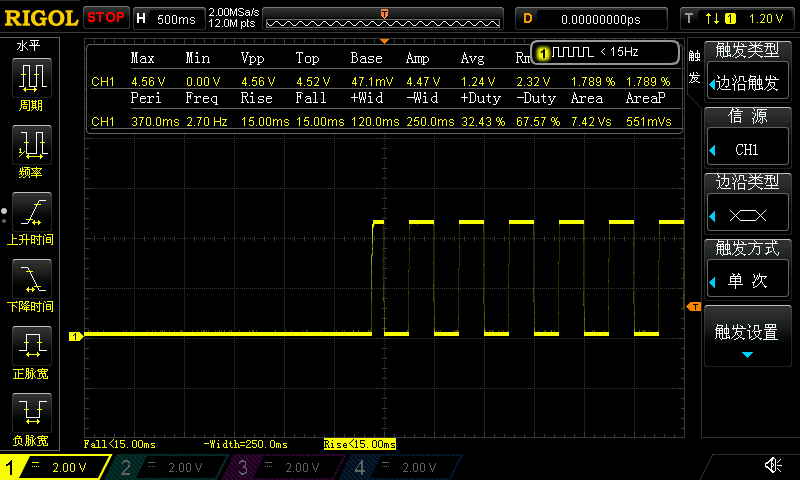 RIGOL STOP H 500ms 2.00MSa/s 12.0M pts T D 0.00000000ps T 1 1.20 V
水平
周期
频率
上升时间
下降时间
正脉宽
负脉宽
Max Min Vpp Top Base Amp Avg
CH1 4.56 V 0.00 V 4.56 V 4.52 V 47.1mV 4.47 V 1.24 V 2.32 V 1.789 % 1.789 %
Peri Freq Rise Fall +Wid -Wid +Duty -Duty Area AreaP
CH1 370.0ms 2.70 Hz 15.00ms 15.00ms 120.0ms 250.0ms 32.43 % 67.57 % 7.42 Vs 551mVs
1 < 15Hz
1
T
Fall<15.00ms -Width=250.0ms Rise<15.00ms
触发
触发类型
边沿触发
信源
CH1
边沿类型
触发方式
单次
触发设置
1 2.00 V 2 2.00 V 3 2.00 V 4 2.00 V